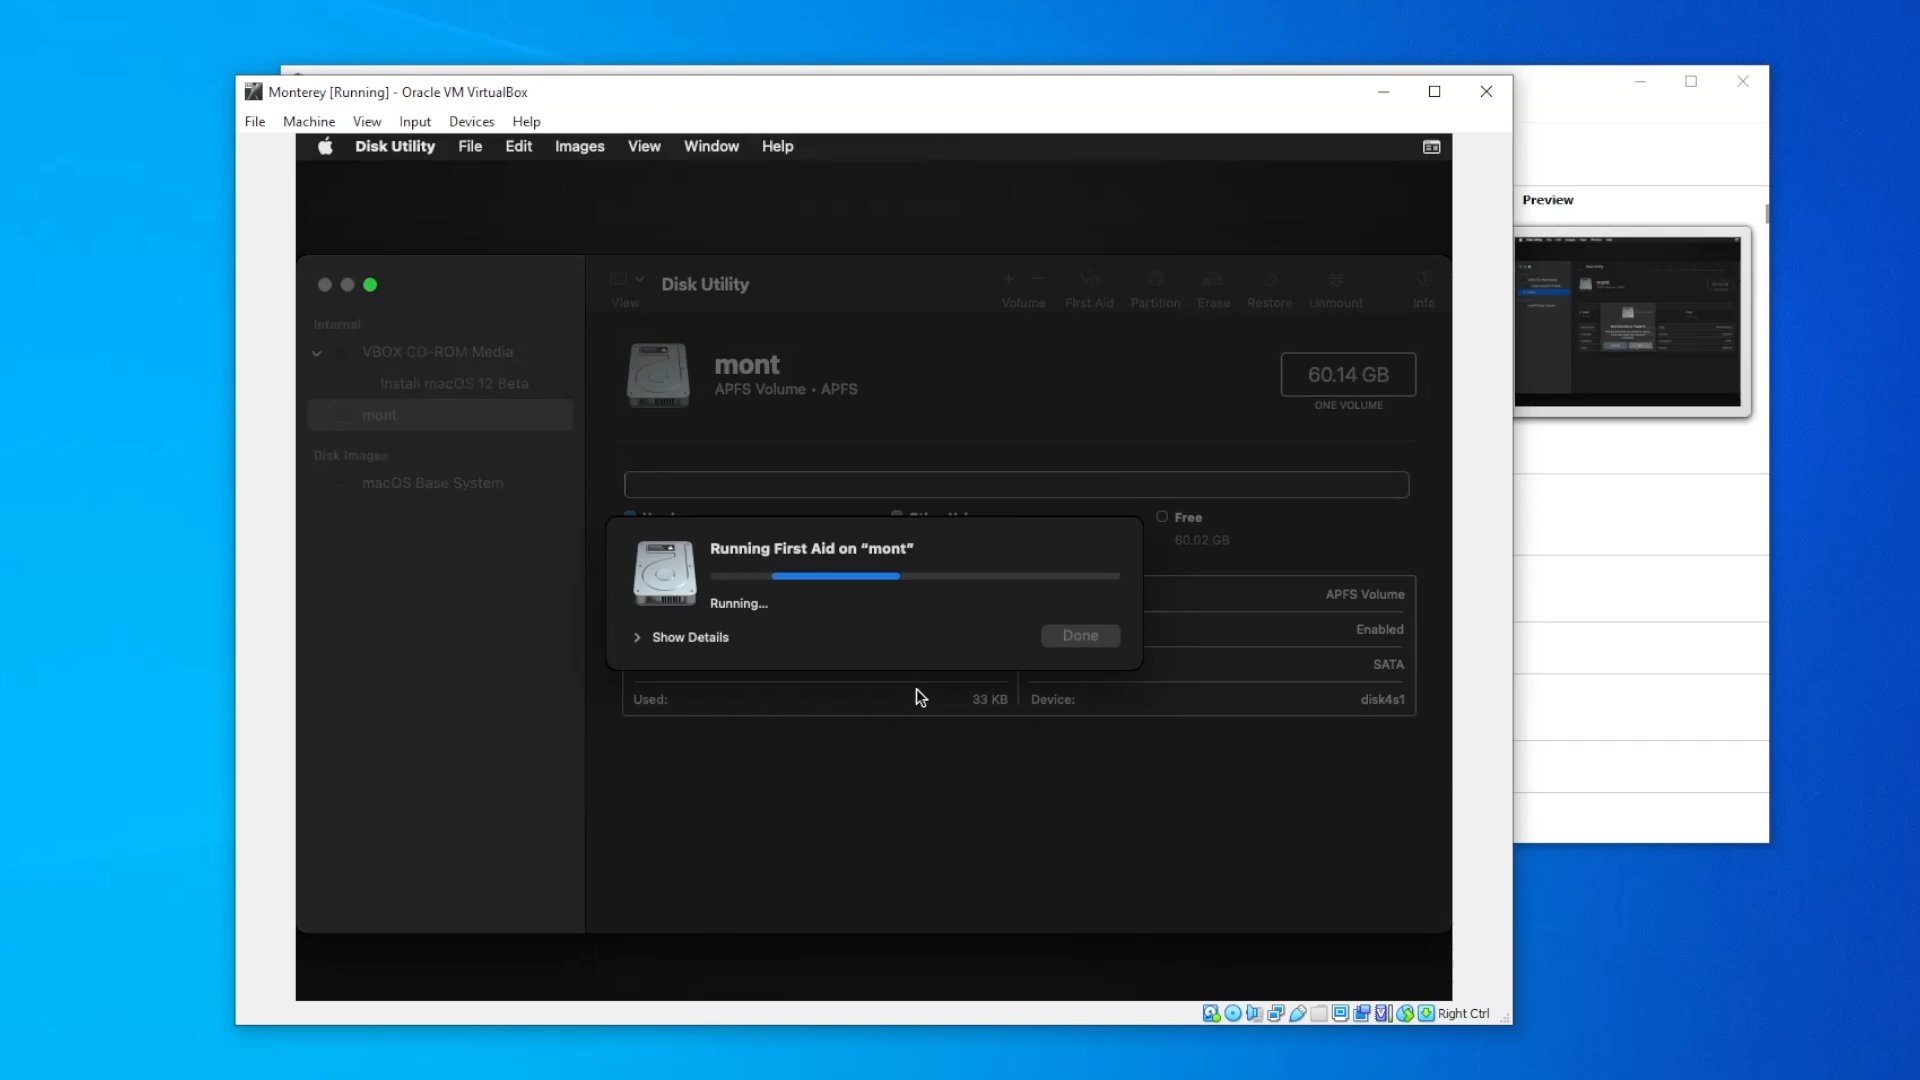 Monterey [Running] - Oracle VM VirtualBox
File Machine View Input Devices Help
Disk Utility File Edit Images View Window Help
Preview
Disk Utility
View
Volume First Aid Partition Erase Restore Unmount Info
Internal
VBOX CD-ROM Media
Install macOS 12 Beta
mont
Disk Images
macOS Base System
mont
APFS Volume • APFS
60.14 GB
ONE VOLUME
Free
60.02 GB
Running First Aid on “mont”
Running...
Show Details
Done
APFS Volume
Enabled
SATA
Used: 33 KB
Device: disk4s1
Right Ctrl